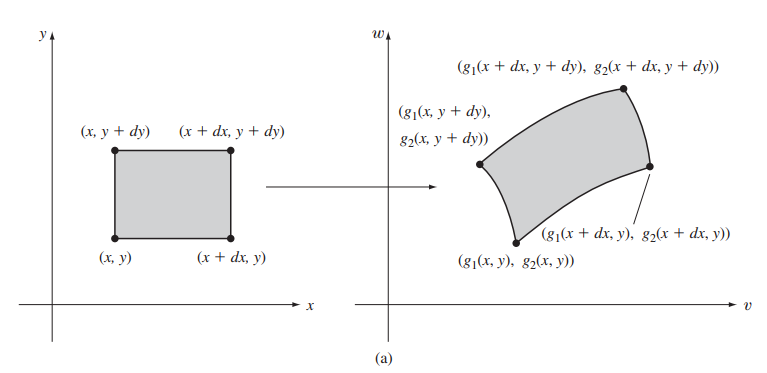 y
w
(g₁(x + dx, y + dy), g₂(x + dx, y + dy))
(g₁(x, y + dy),
g₂(x, y + dy))
(x, y + dy)
(x + dx, y + dy)
(g₁(x + dx, y), g₂(x + dx, y))
(x, y)
(x + dx, y)
(g₁(x, y), g₂(x, y))
x
v
(a)